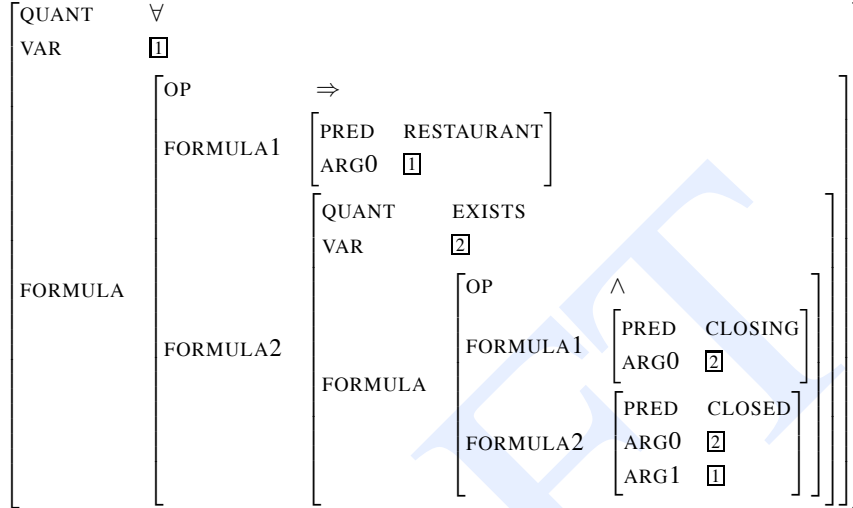 QUANT ∀
VAR 1
OP ⇒
FORMULA1
PRED RESTAURANT
ARG0 1
FORMULA
FORMULA2
QUANT EXISTS
VAR 2
FORMULA
OP ∧
FORMULA1
PRED CLOSING
ARG0 2
FORMULA2
PRED CLOSED
ARG0 2
ARG1 1